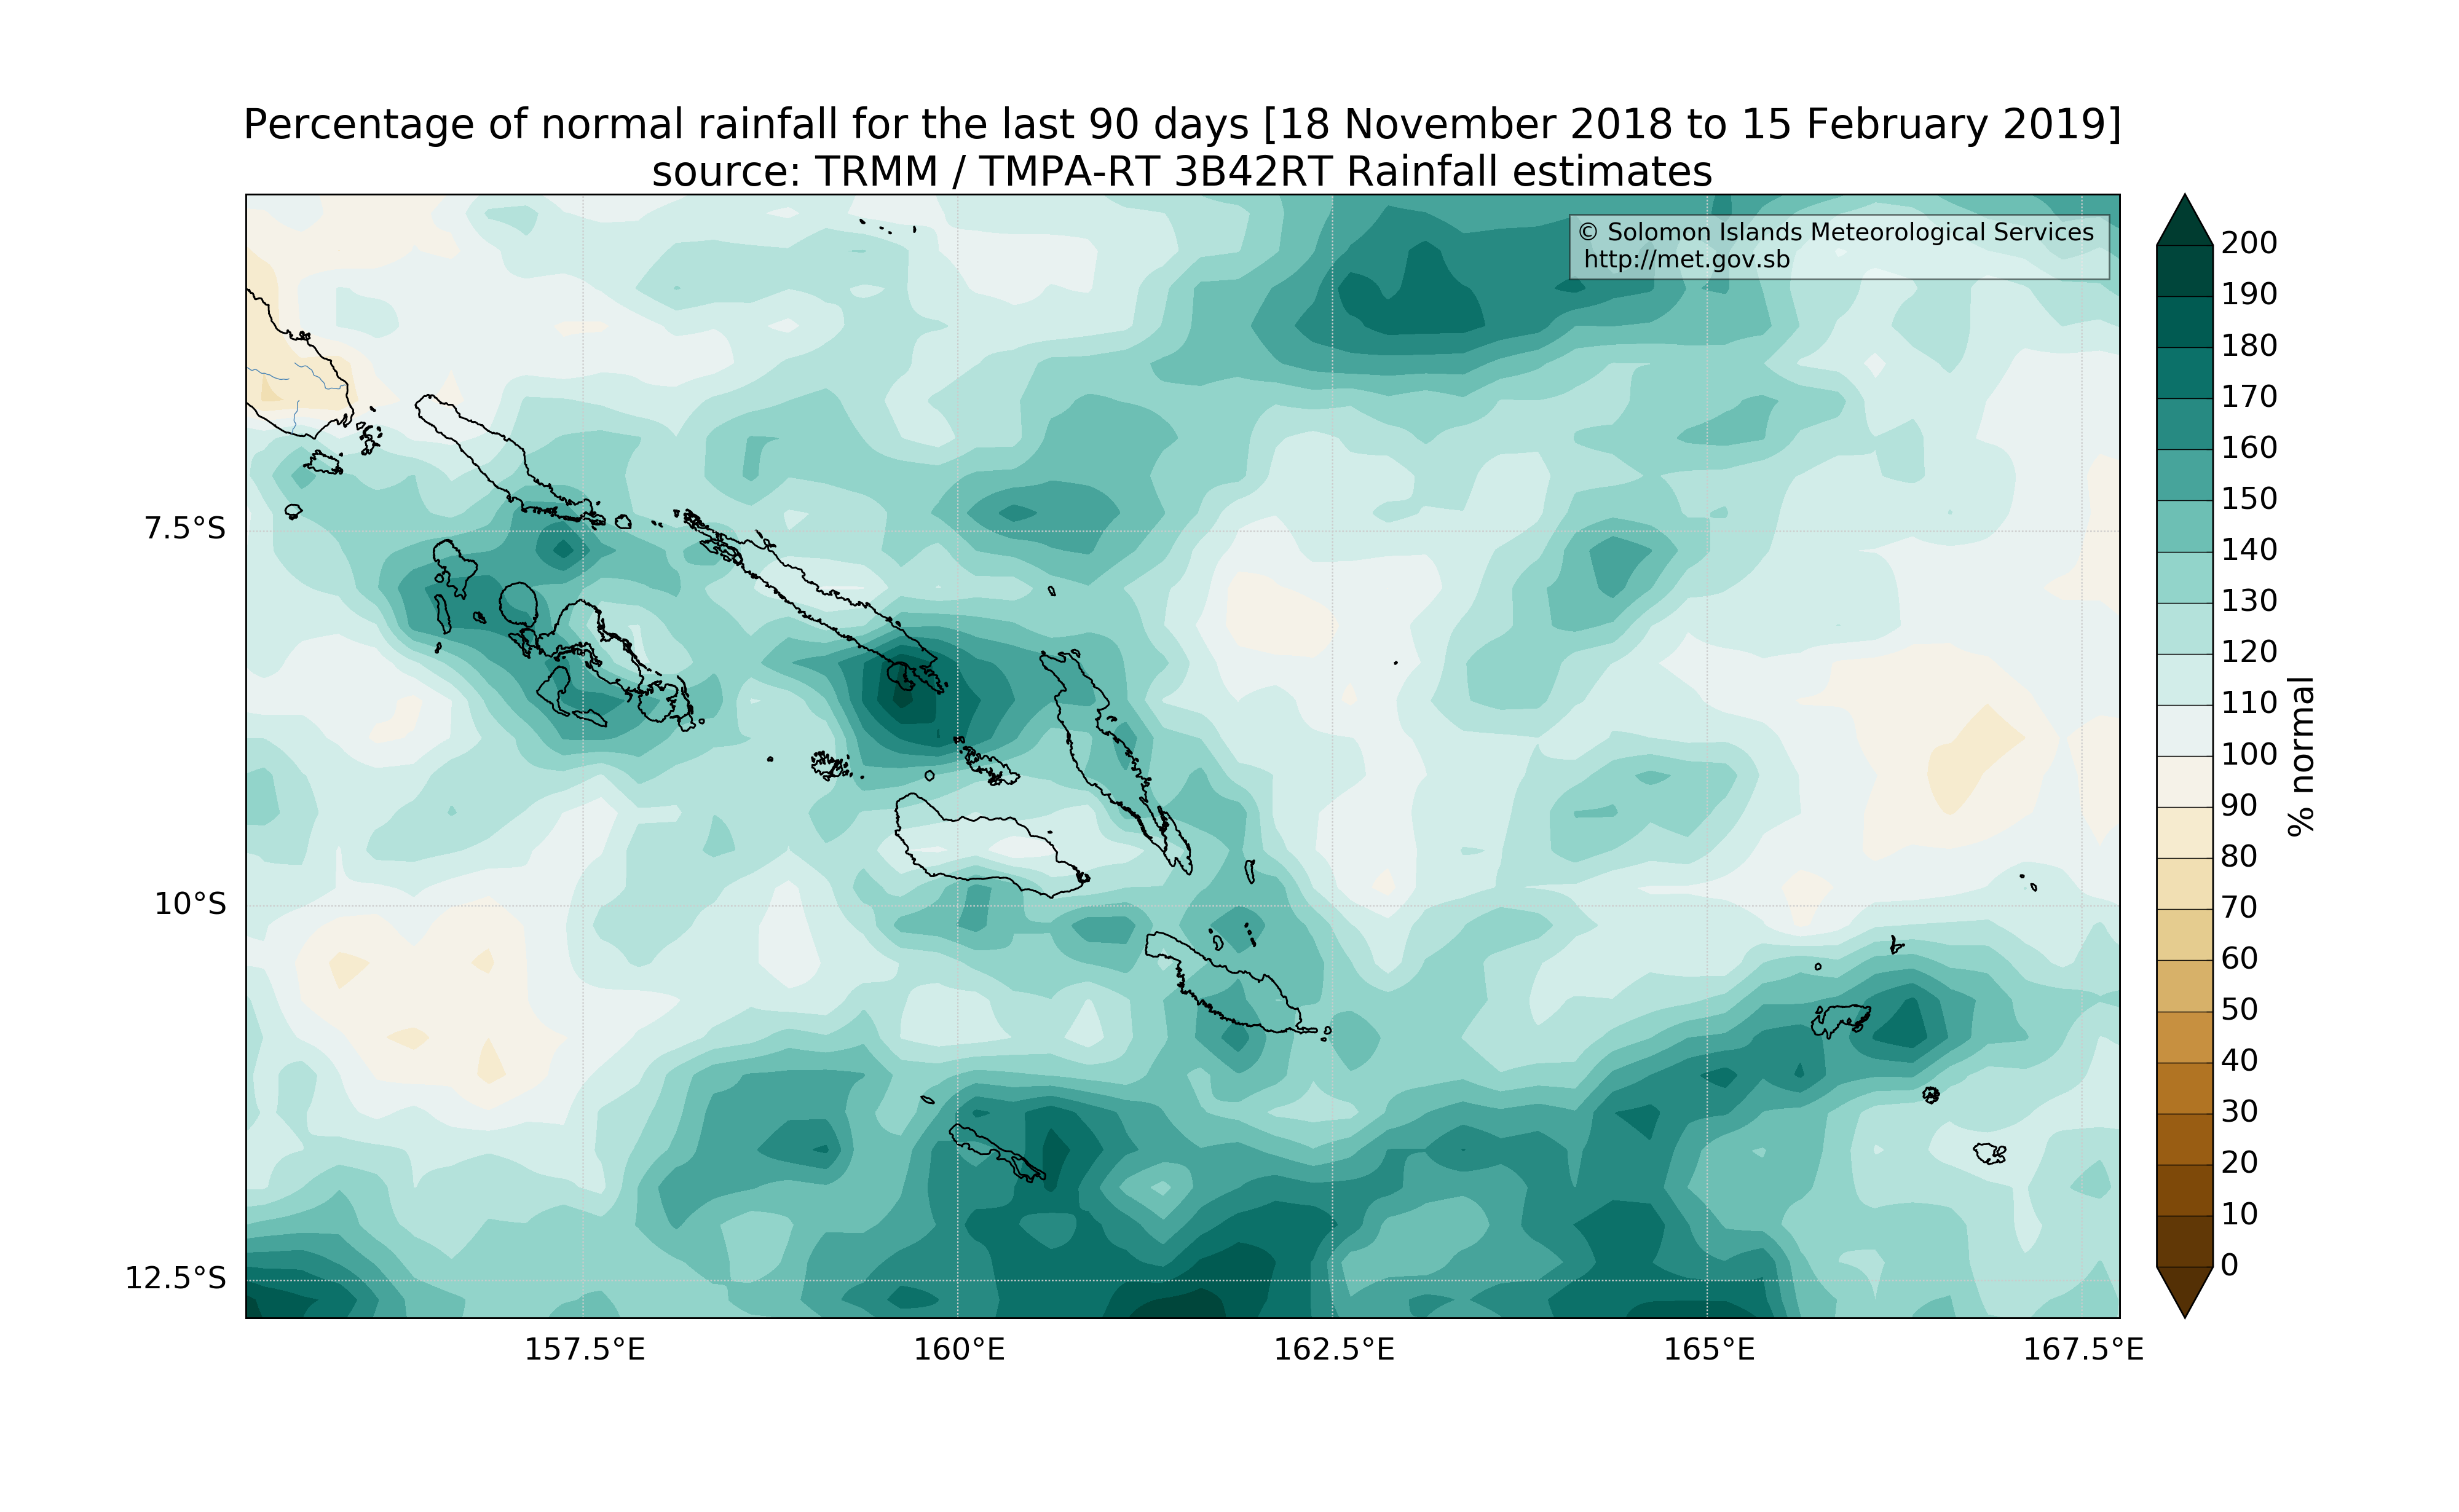 Percentage of normal rainfall for the last 90 days [18 November 2018 to 15 February 2019]
source: TRMM / TMPA-RT 3B42RT Rainfall estimates
© Solomon Islands Meteorological Services
http://met.gov.sb
7.5°S
10°S
12.5°S
157.5°E
160°E
162.5°E
165°E
167.5°E
200
190
180
170
160
150
140
130
120
110
100
90
80
70
60
50
40
30
20
10
0
% normal